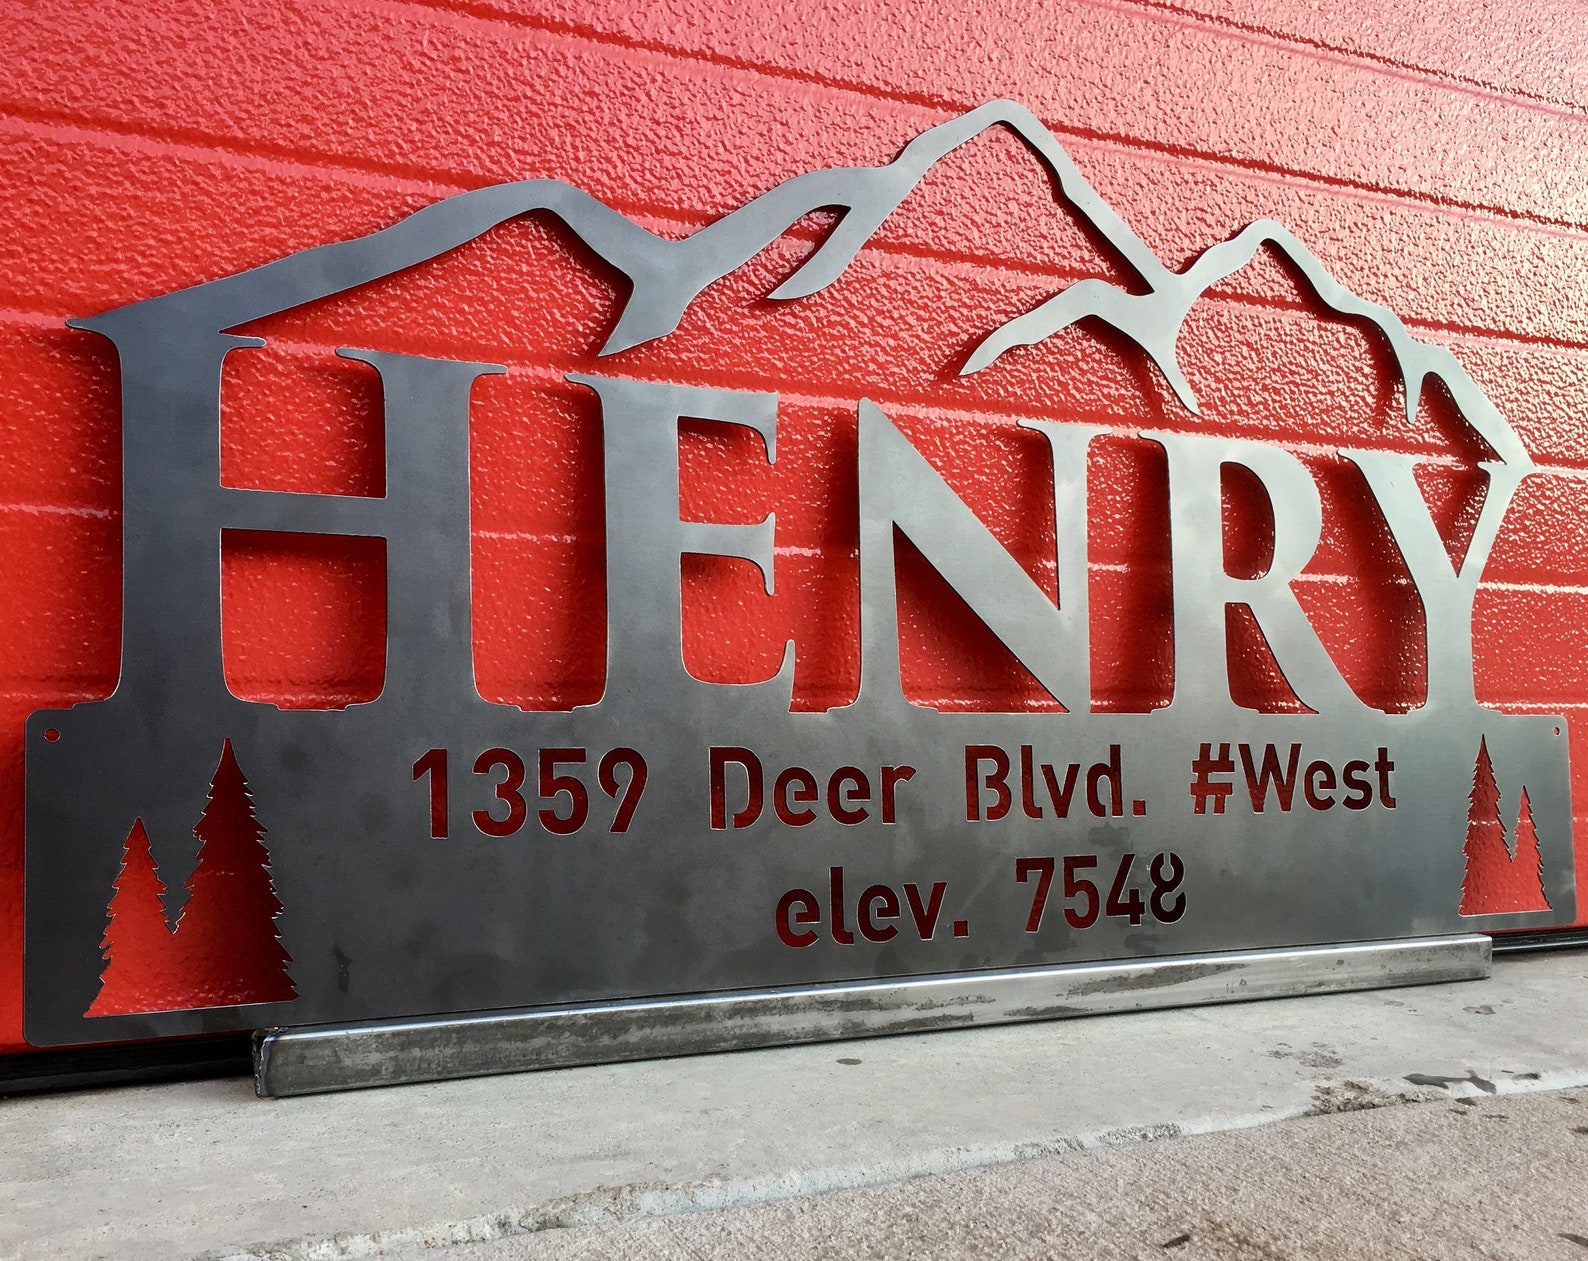 HENRY
1359 Deer Blvd. #West
elev. 7548